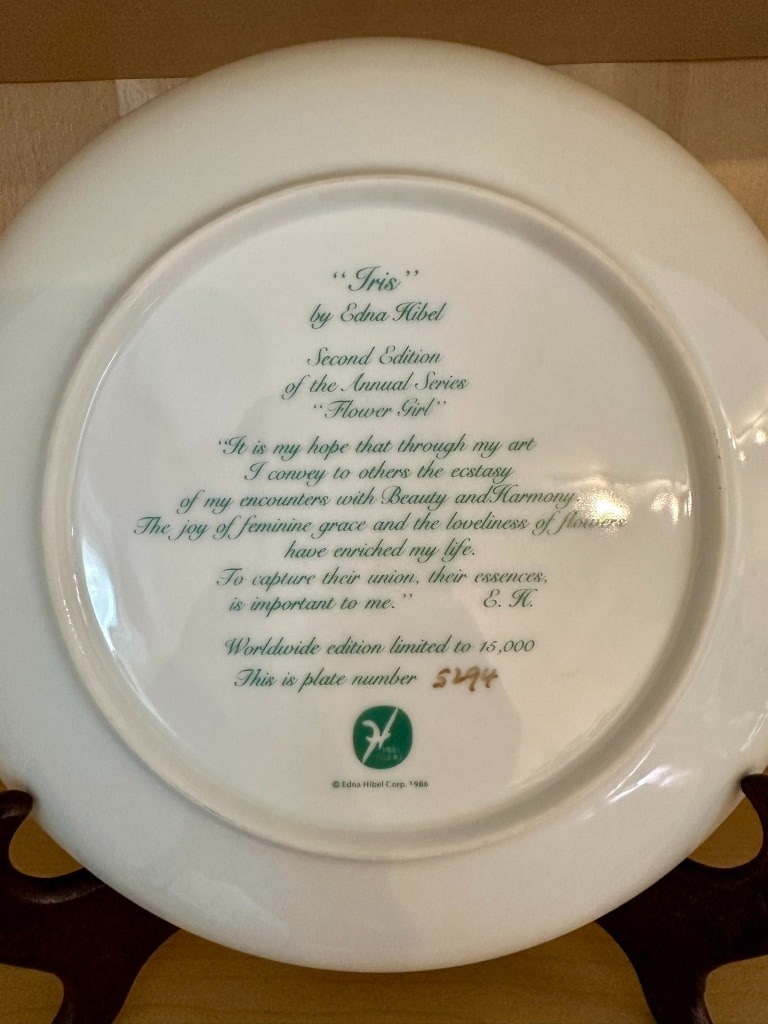 “Iris”
by Edna Hibel
Second Edition
of the Annual Series
“Flower Girl”
“It is my hope that through my art
I convey to others the ecstasy
of my encounters with Beauty and Harmony.
The joy of feminine grace and the loveliness of flowers
have enriched my life.
To capture their union, their essences,
is important to me.” E. H.
Worldwide edition limited to 15,000
This is plate number 5294
© Edna Hibel Corp. 1986